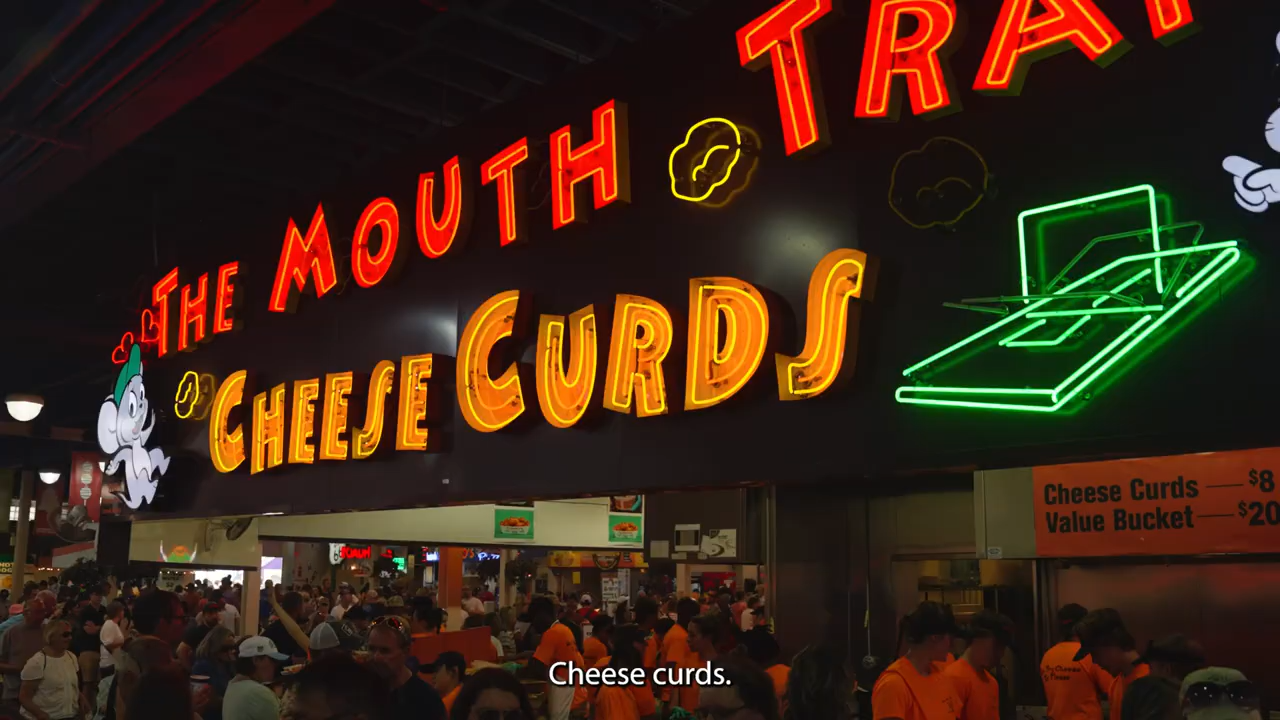 THE MOUTH TRAP
CHEESE CURDS
Cheese Curds — $8
Value Bucket — $20
Cheese curds.